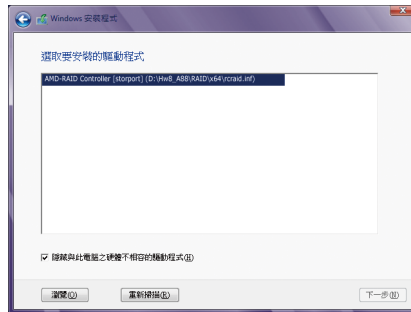 Windows 安裝程式
選取要安裝的驅動程式
AMD-RAID Controller [storport] (D:\Hw8_A88\RAID\x64\rcraid.inf)
隱藏與此電腦之硬體不相容的驅動程式(H)
瀏覽(O)
重新掃描(R)
下一步(N)